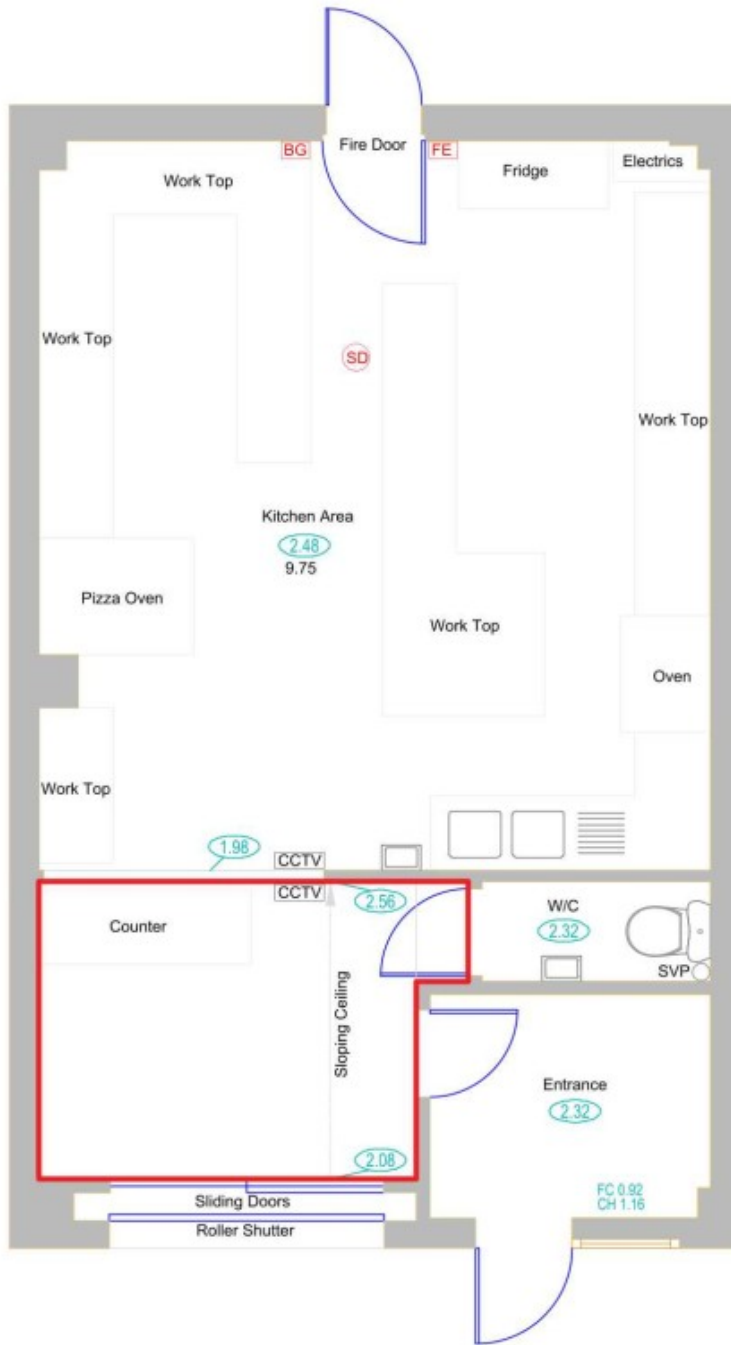 BG
Fire Door
FE
Work Top
Fridge
Electrics
Work Top
SD
Work Top
Kitchen Area
2.48
9.75
Pizza Oven
Work Top
Oven
Work Top
1.98
CCTV
CCTV
2.56
Counter
W/C
2.32
SVP
Sloping Ceiling
Entrance
2.32
2.08
FC 0.92
CH 1.16
Sliding Doors
Roller Shutter